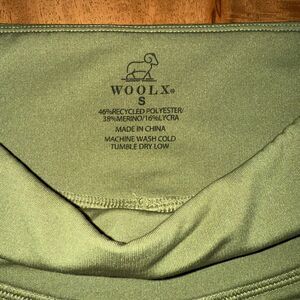 WOOLX®
S
46%RECYCLED POLYESTER/
38%MERINO/16%LYCRA
MADE IN CHINA
MACHINE WASH COLD
TUMBLE DRY LOW